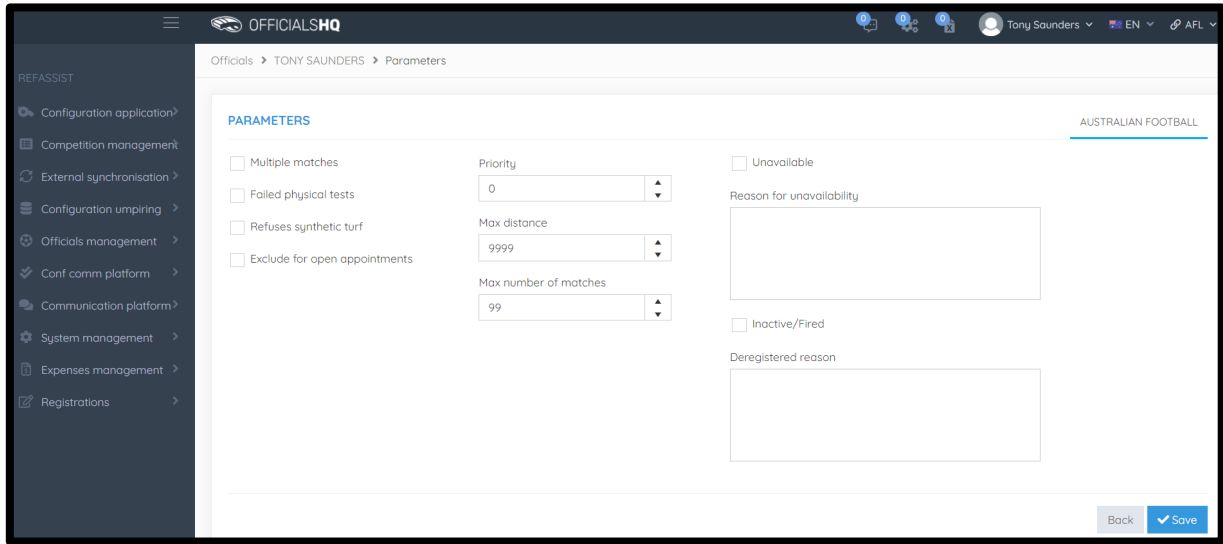 OFFICIALSHQ
0
0
0
Tony Saunders
EN
AFL
Officials > TONY SAUNDERS > Parameters
REFASSIST
Configuration application
Competition management
External synchronisation
Configuration umpiring
Officials management
Conf comm platform
Communication platform
System management
Expenses management
Registrations
PARAMETERS
AUSTRALIAN FOOTBALL
Multiple matches
Failed physical tests
Refuses synthetic turf
Exclude for open appointments
Priority
0
Max distance
9999
Max number of matches
99
Unavailable
Reason for unavailability
Inactive/Fired
Deregistered reason
Back
Save